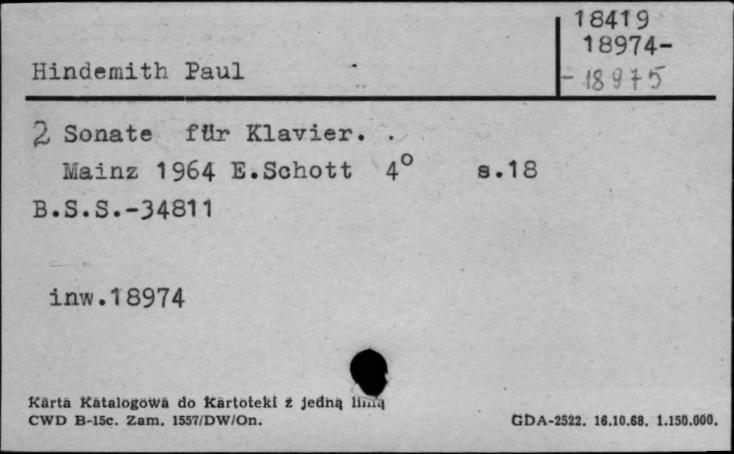 18419
18974-
Hindemith Paul
- 18975
2 Sonate für Klavier.
Mainz 1964 E.Schott 4° s.18
B.S.S.-34811
inw.18974
Karta Katalogowa do Kartoteki z jedną linią
CWD B-15c. Zam. 1557/DW/On.
GDA-2522. 16.10.68. 1.150.000.